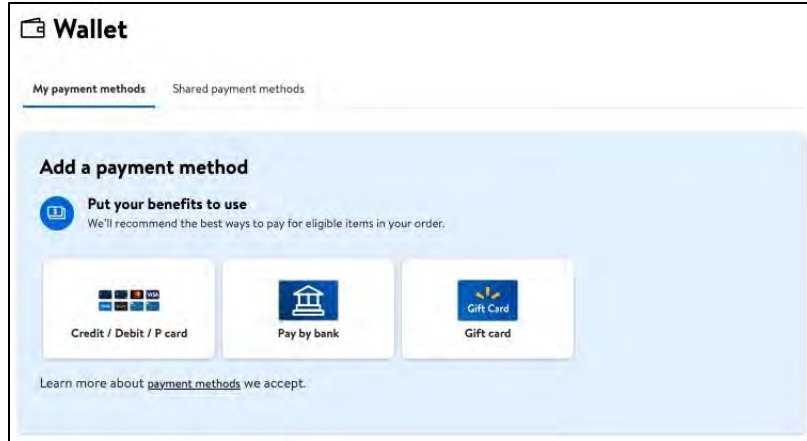 Wallet
My payment methods Shared payment methods
Add a payment method
Put your benefits to use
We'll recommend the best ways to pay for eligible items in your order.
VISA
Gift Card
Credit / Debit / P card Pay by bank Gift card
Learn more about payment methods we accept.